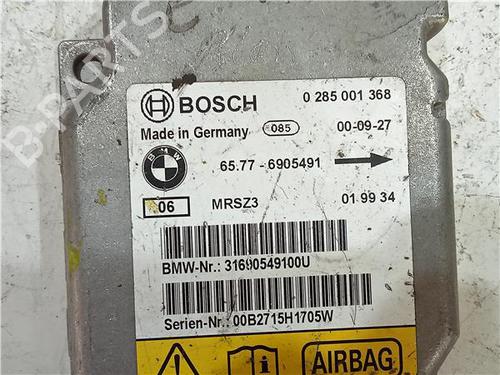 B-PARTS
BOSCH 0 285 001 368
Made in Germany 085 00-09-27
BMW 65.77 - 6905491
06 MRSZ3 01 99 34
BMW-Nr.: 31690549100U
Serien-Nr.: 00B2715H1705W
AIRBAG